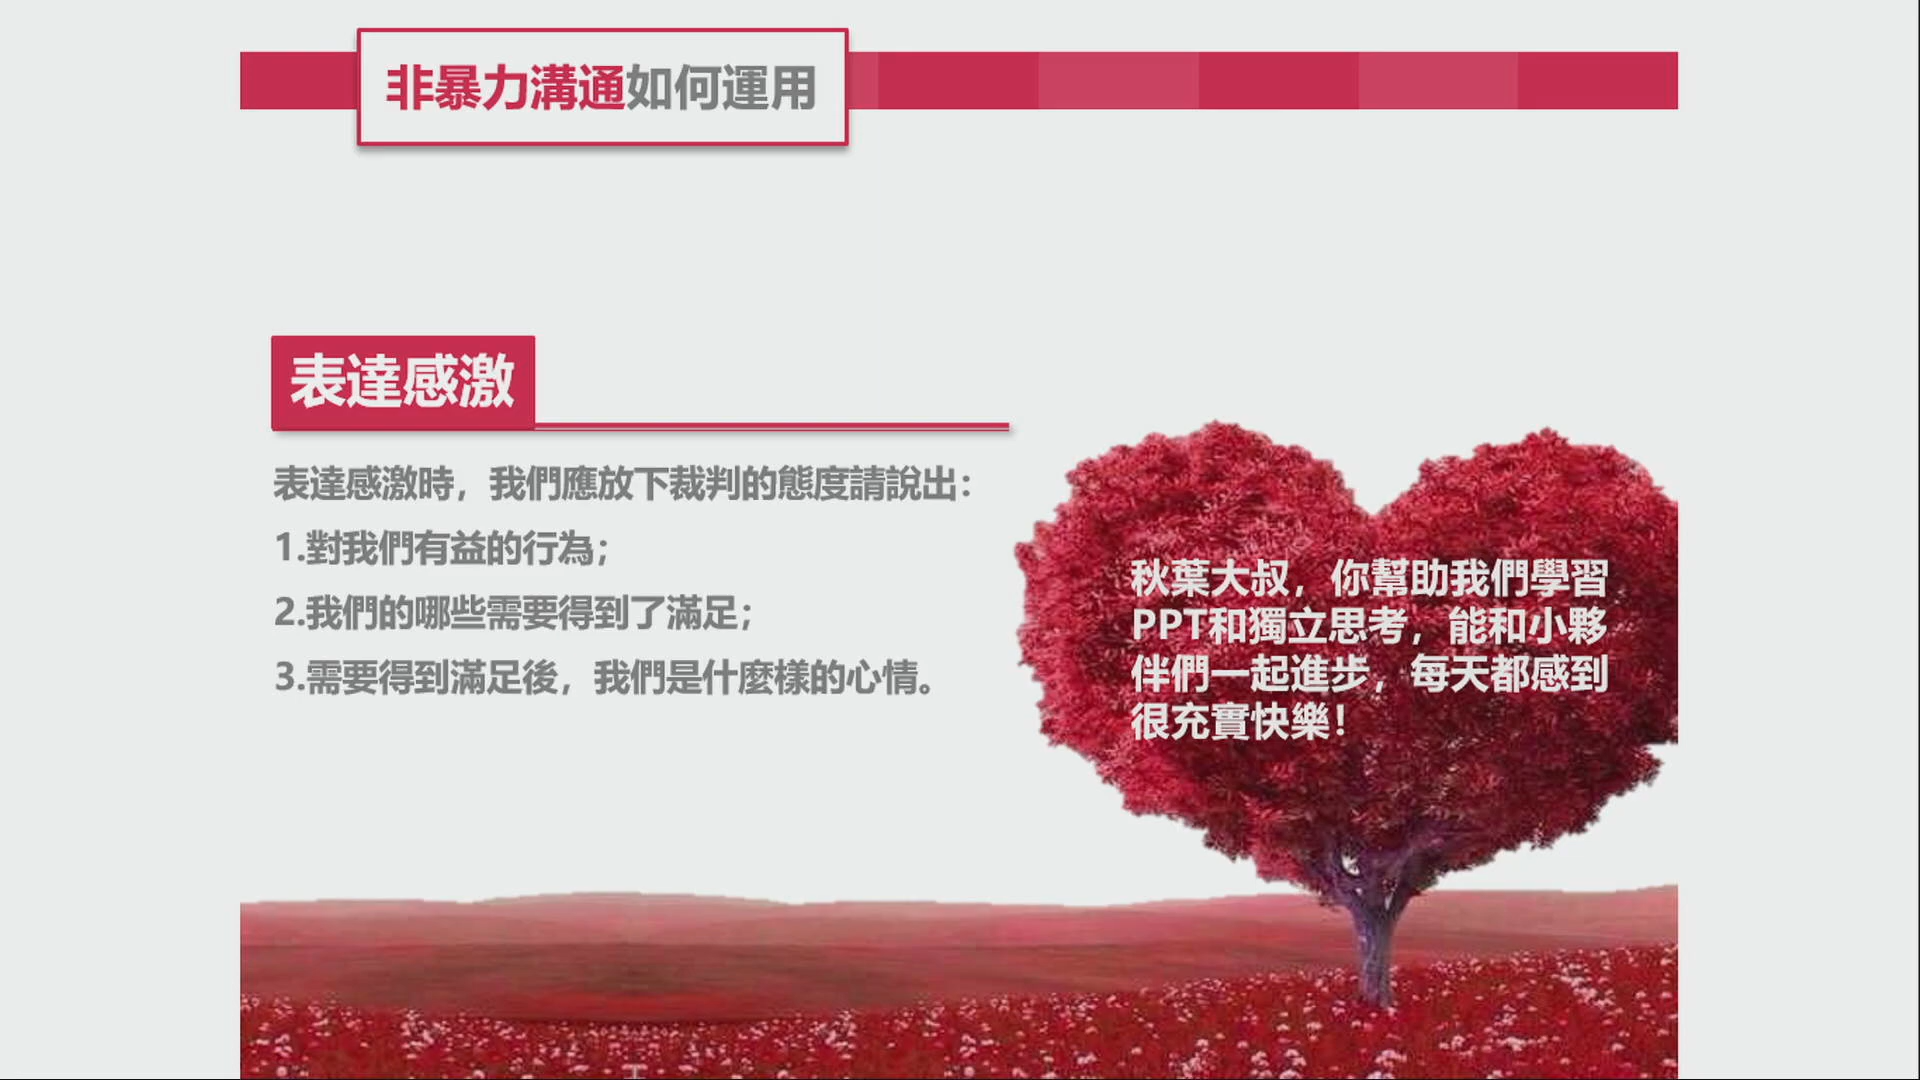 非暴力溝通如何運用
表達感激
表達感激時，我們應放下裁判的態度請說出：
1.對我們有益的行為；
2.我們的哪些需要得到了滿足；
3.需要得到滿足後，我們是什麼樣的心情。
秋葉大叔，你幫助我們學習
PPT和獨立思考，能和小夥
伴們一起進步，每天都感到
很充實快樂！